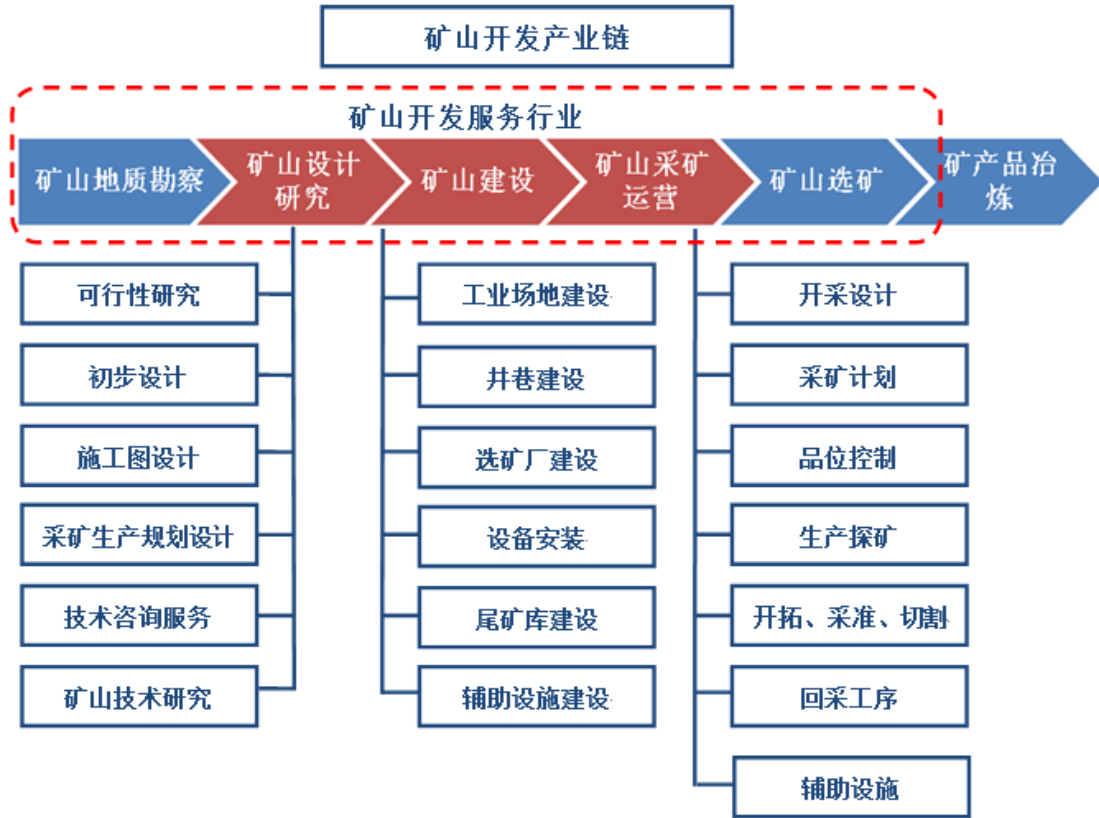 矿山开发产业链
矿山开发服务行业
矿山地质勘察
矿山设计
研究
矿山建设
矿山采矿
运营
矿山选矿
矿产品冶
炼
可行性研究
初步设计
施工图设计
采矿生产规划设计
技术咨询服务
矿山技术研究
工业场地建设
井巷建设
选矿厂建设
设备安装
尾矿库建设
辅助设施建设
开采设计
采矿计划
品位控制
生产探矿
开拓、采准、切割
回采工序
辅助设施